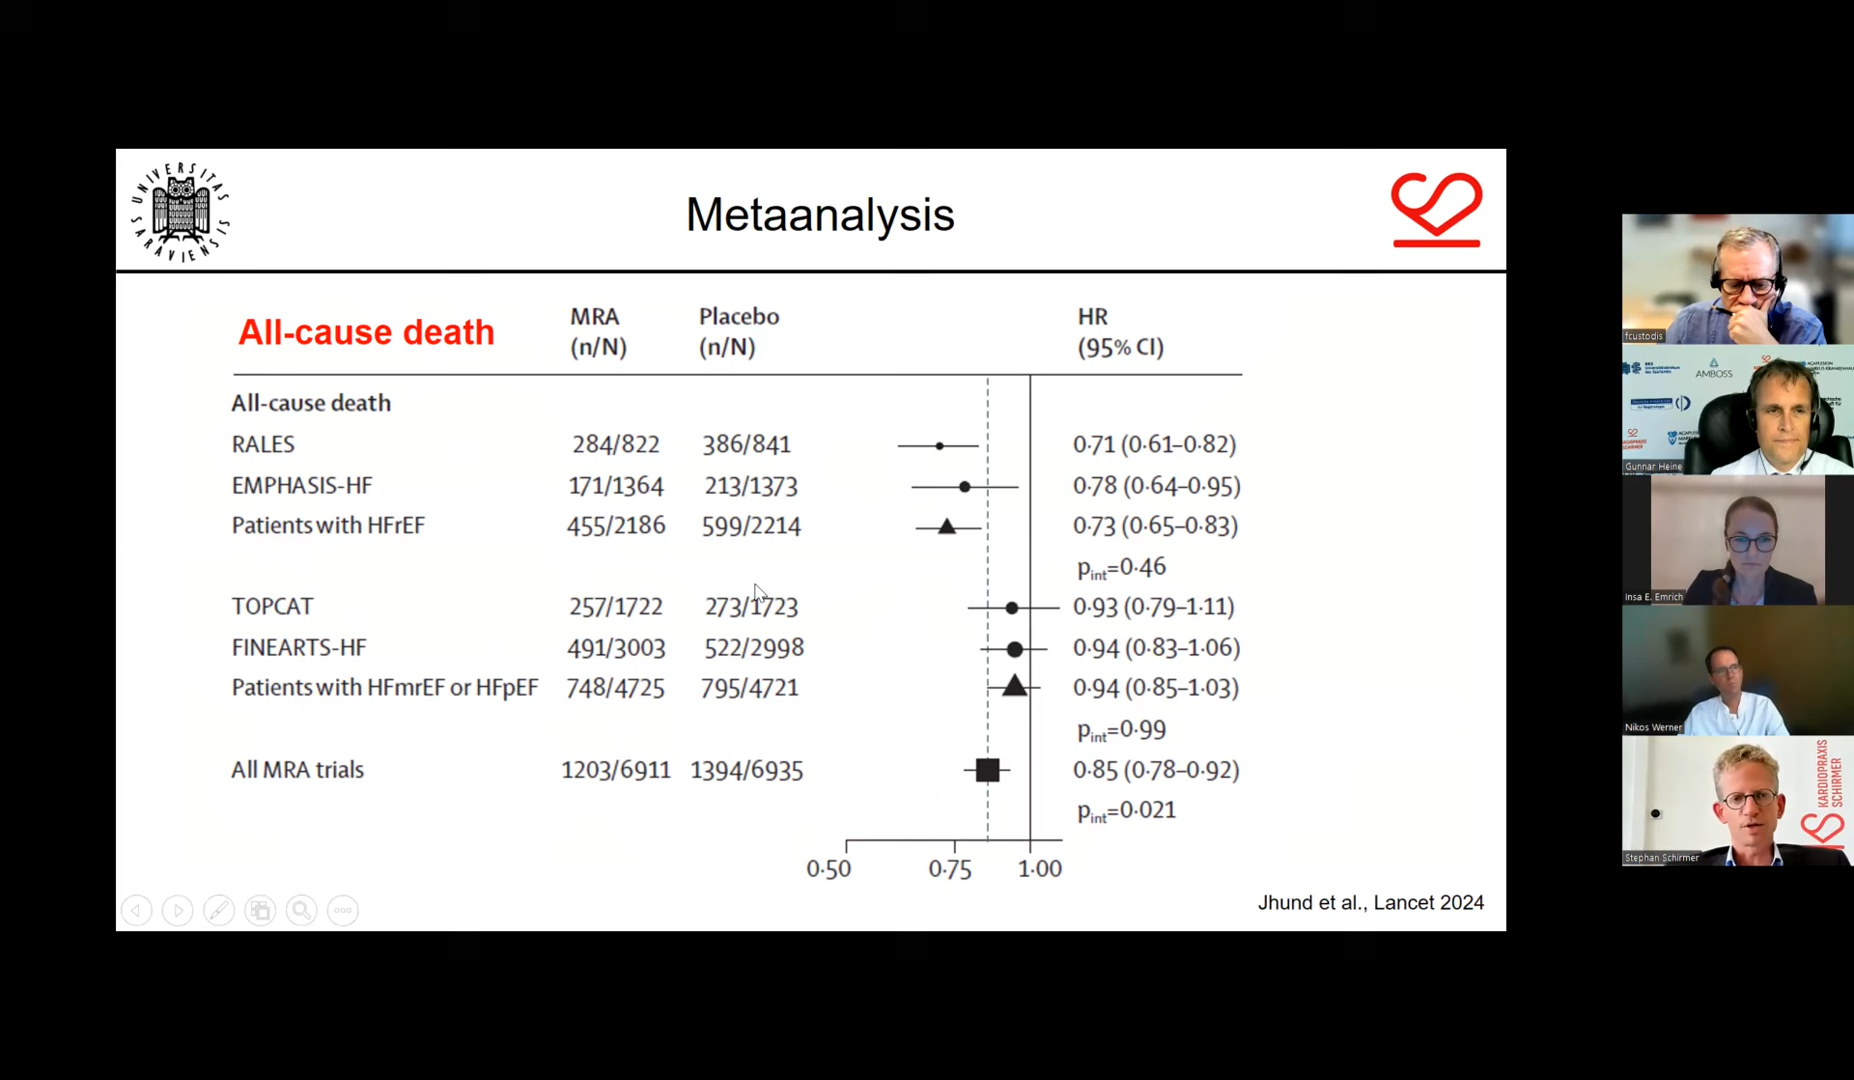 UNIVERSITAS SARAVIENSIS
Metaanalysis
All-cause death
MRA (n/N) Placebo (n/N) HR (95% CI)
All-cause death
RALES 284/822 386/841 0·71 (0·61–0·82)
EMPHASIS-HF 171/1364 213/1373 0·78 (0·64–0·95)
Patients with HFrEF 455/2186 599/2214 0·73 (0·65–0·83)
pint=0·46
TOPCAT 257/1722 273/1723 0·93 (0·79–1·11)
FINEARTS-HF 491/3003 522/2998 0·94 (0·83–1·06)
Patients with HFmrEF or HFpEF 748/4725 795/4721 0·94 (0·85–1·03)
pint=0·99
All MRA trials 1203/6911 1394/6935 0·85 (0·78–0·92)
pint=0·021
0·50 0·75 1·00
Jhund et al., Lancet 2024
fcustodis
AMBOSS
Gunnar Heine
Insa E. Emrich
Nikos Werner
KARDIOPRAXIS
SCHIRMER
Stephan Schirmer